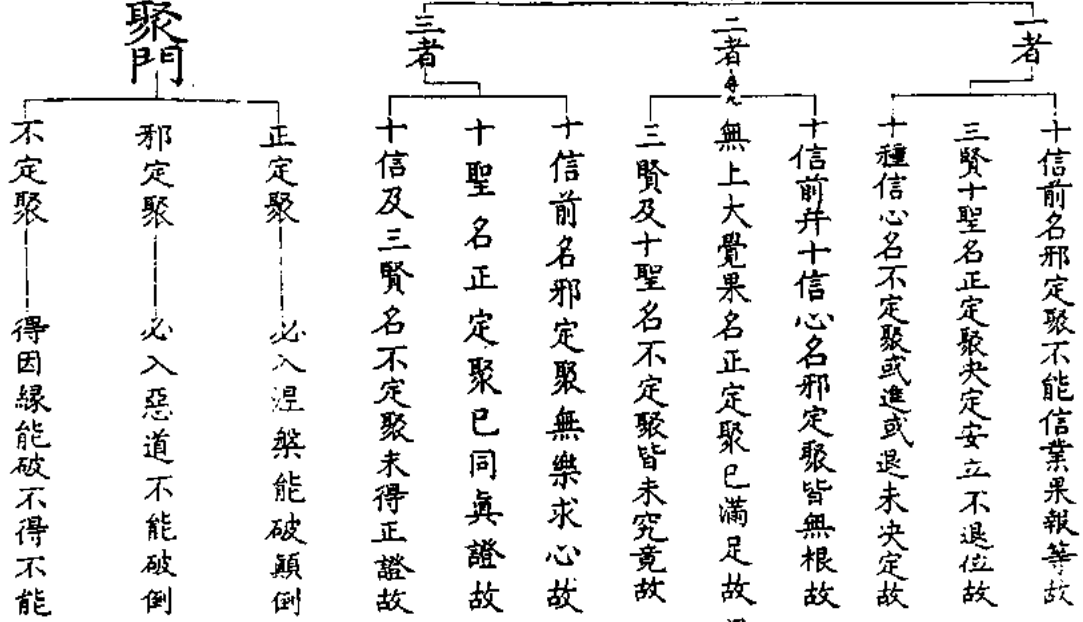 一者
十信前名邪定聚不能信業果報等故
三賢十聖名正定聚決定安立不退位故
十種信心名不定聚或進或退未決定故
二者
十信前并十信心名邪定聚皆無根故
無上大覺果名正定聚已滿足故
三賢及十聖名不定聚皆未究竟故
三者
十信前名邪定聚無樂求心故
十聖名正定聚已同眞證故
十信及三賢名不定聚未得正證故
聚門
正定聚
必入涅槃能破顛倒
邪定聚
必入惡道不能破倒
不定聚
得因緣能破不得不能